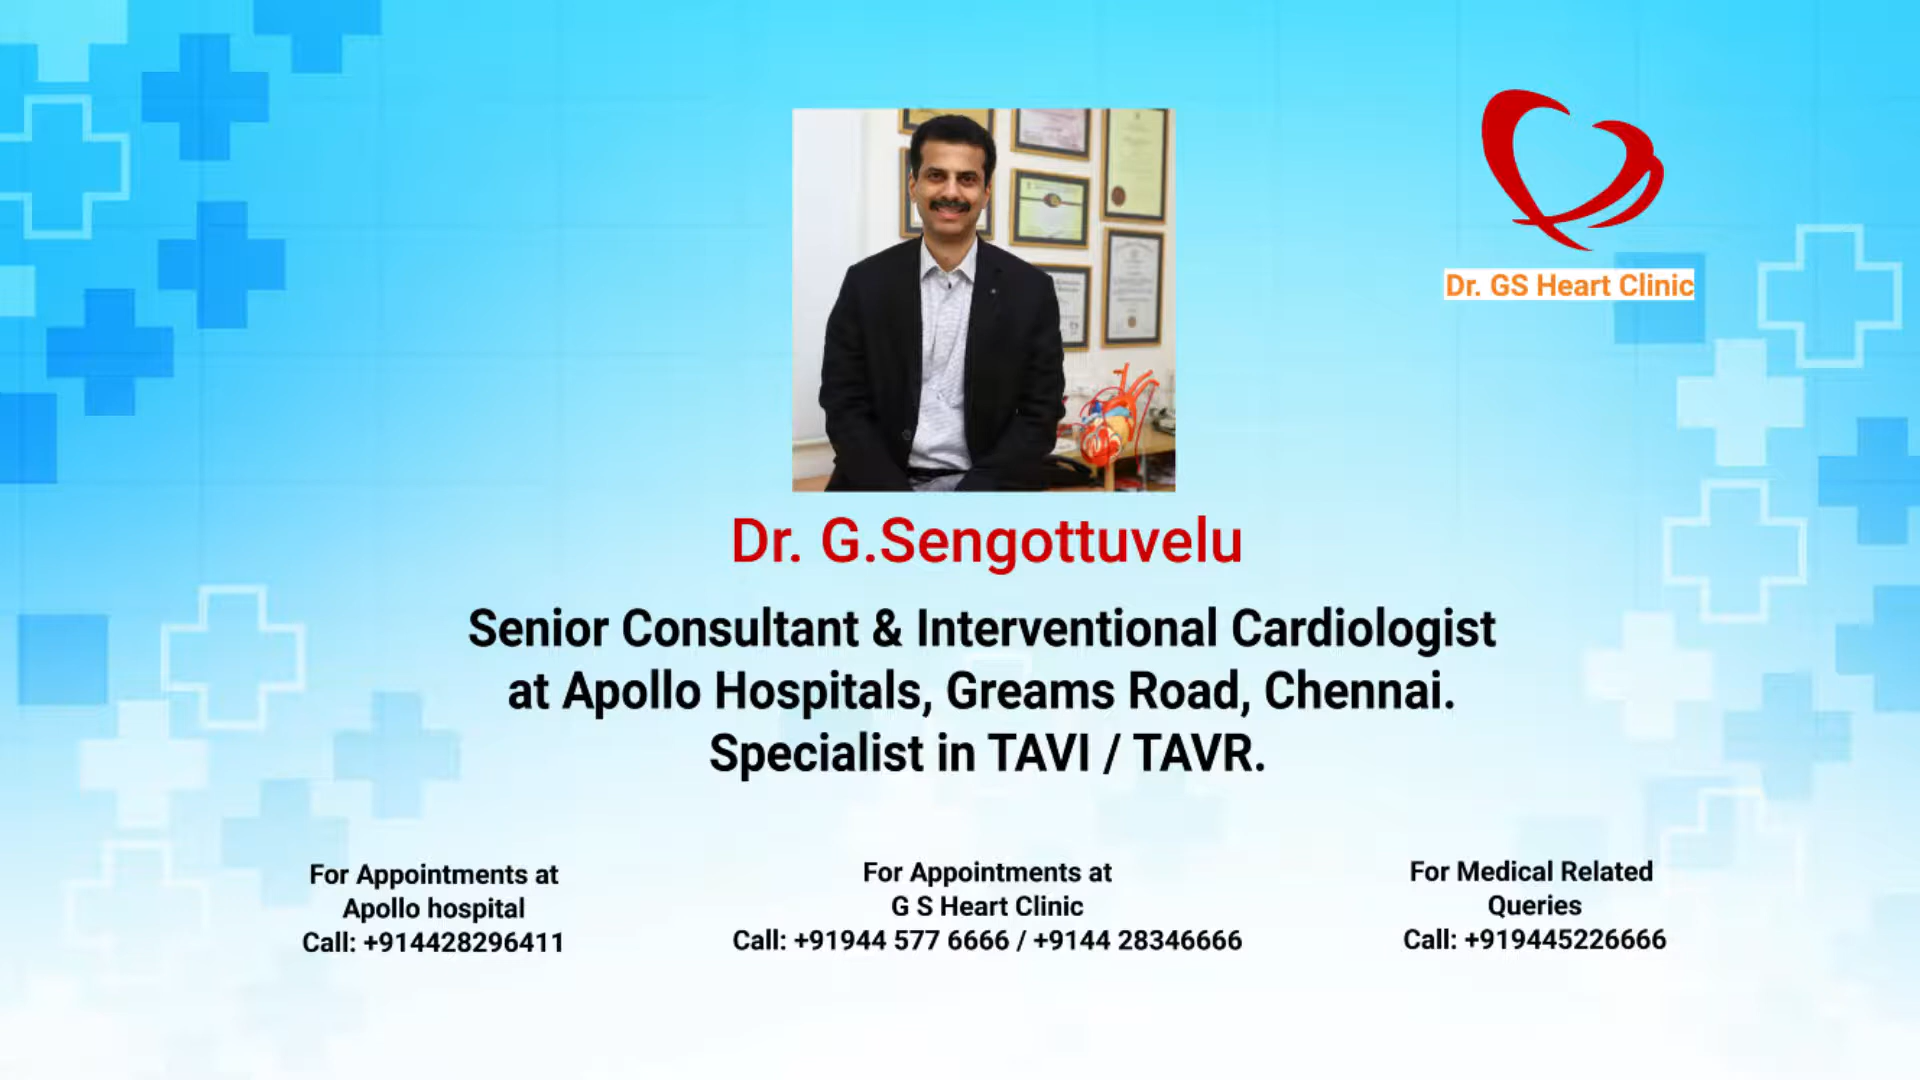 Dr. GS Heart Clinic
Dr. G.Sengottuvelu
Senior Consultant & Interventional Cardiologist
at Apollo Hospitals, Greams Road, Chennai.
Specialist in TAVI / TAVR.
For Appointments at
Apollo hospital
Call: +914428296411
For Appointments at
G S Heart Clinic
Call: +91944 577 6666 / +9144 28346666
For Medical Related
Queries
Call: +919445226666